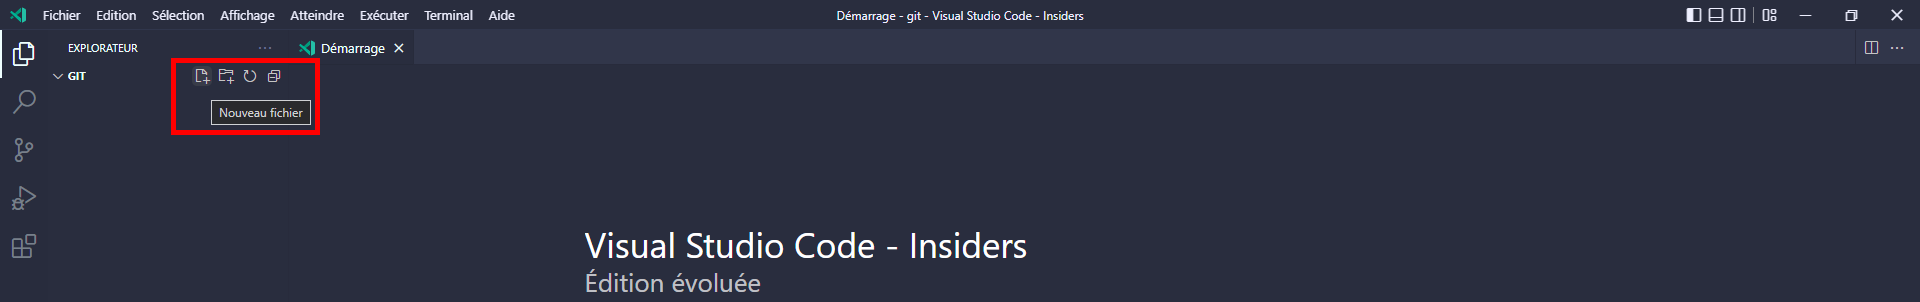 Fichier Edition Sélection Affichage Atteindre Exécuter Terminal Aide
Démarrage - git - Visual Studio Code - Insiders
EXPLORATEUR
Démarrage
GIT
Nouveau fichier
Visual Studio Code - Insiders
Édition évoluée